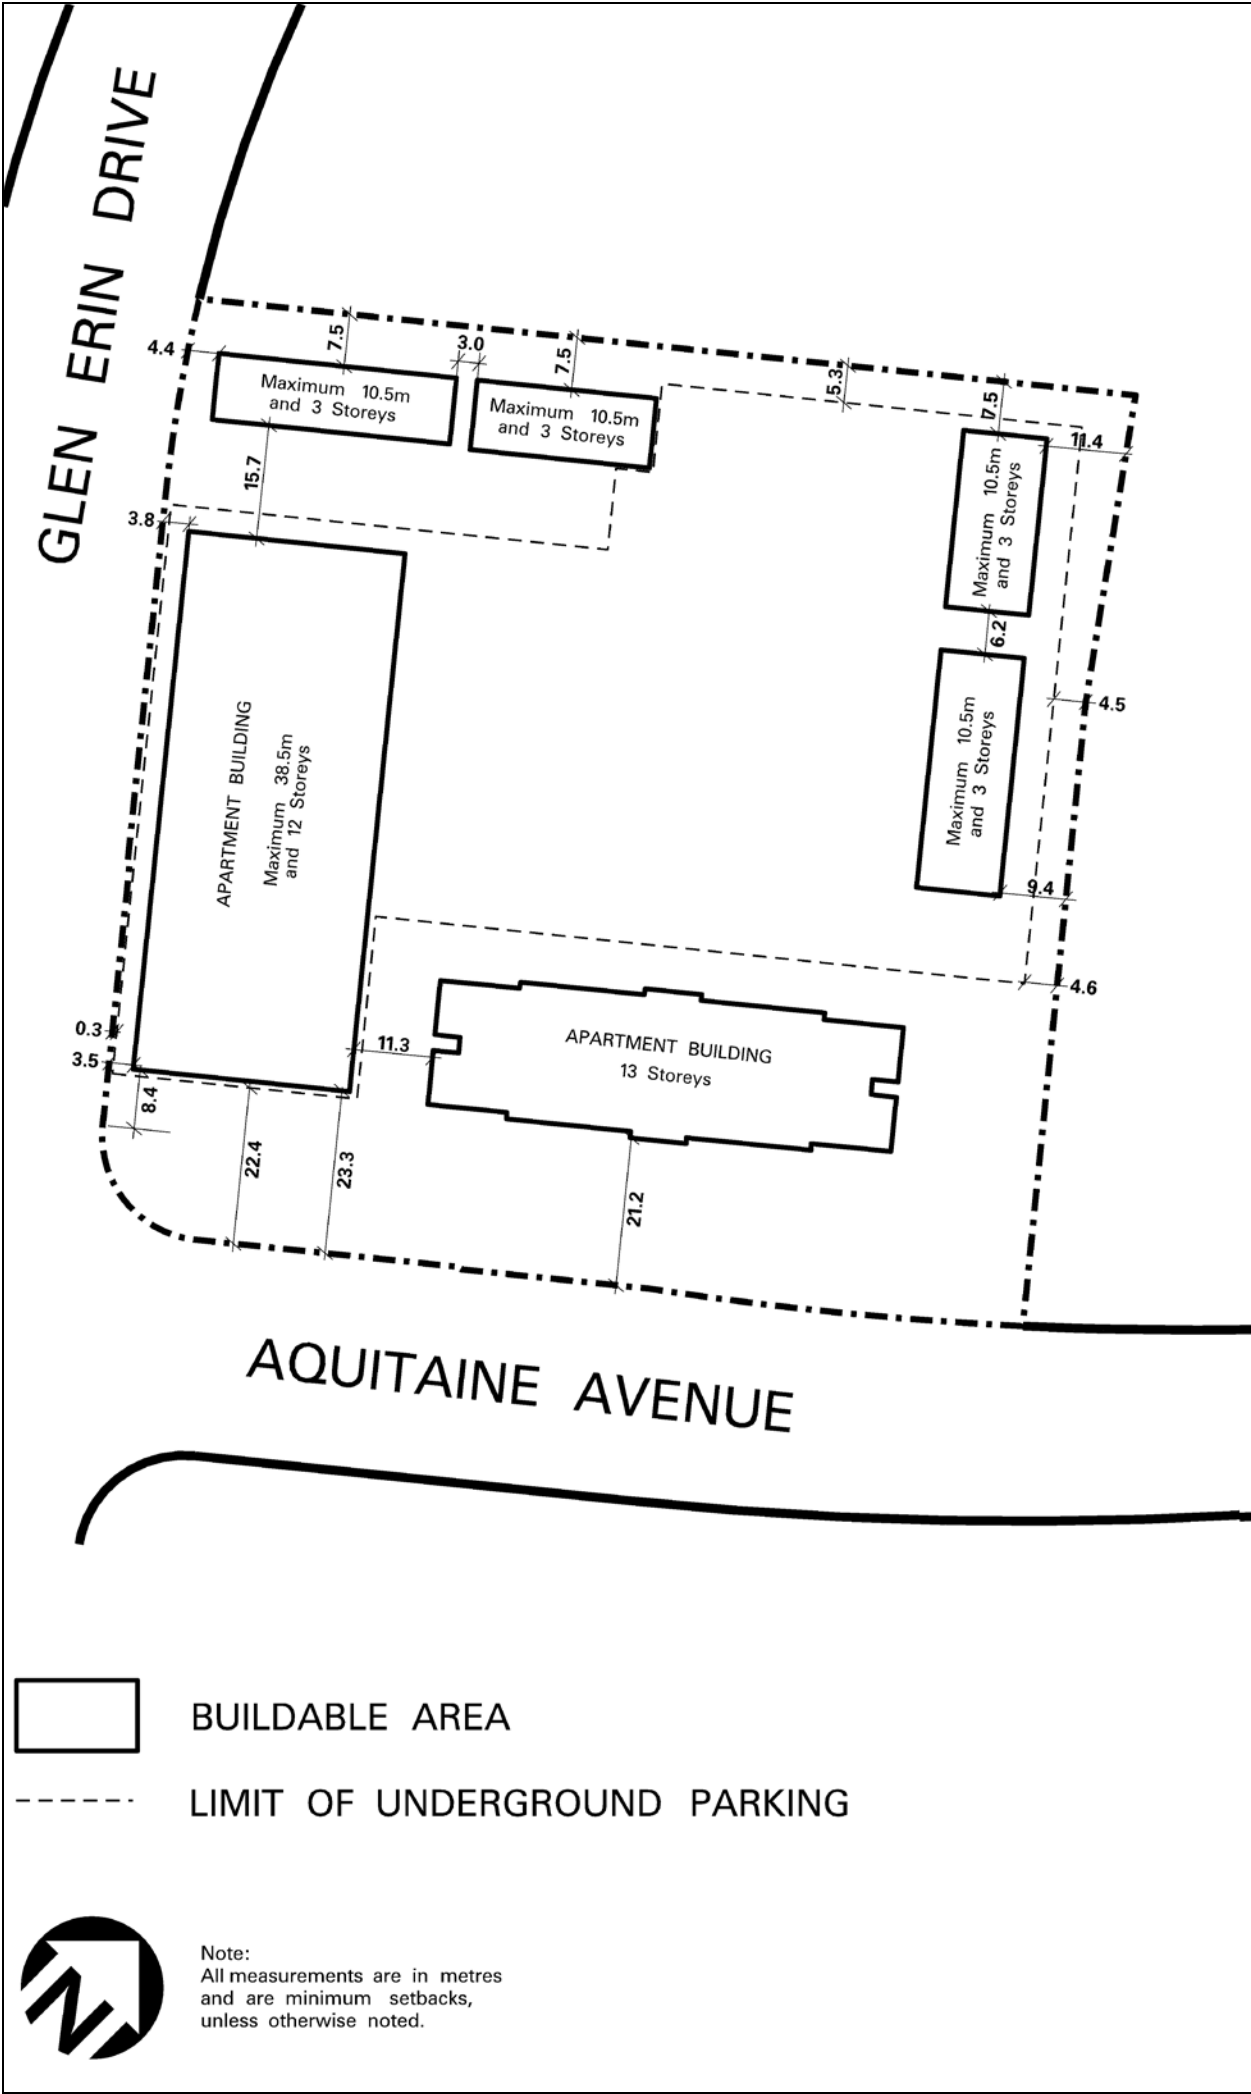 GLEN ERIN DRIVE
4.4
7.5
3.0
7.5
5.3
7.5
11.4
Maximum 10.5m
and 3 Storeys
Maximum 10.5m
and 3 Storeys
Maximum 10.5m
and 3 Storeys
15.7
3.8
6.2
4.5
APARTMENT BUILDING
Maximum 38.5m
and 12 Storeys
Maximum 10.5m
and 3 Storeys
9.4
4.6
0.3
3.5
8.4
11.3
APARTMENT BUILDING
13 Storeys
22.4
23.3
21.2
AQUITAINE AVENUE
BUILDABLE AREA
LIMIT OF UNDERGROUND PARKING
N
Note:
All measurements are in metres
and are minimum setbacks,
unless otherwise noted.